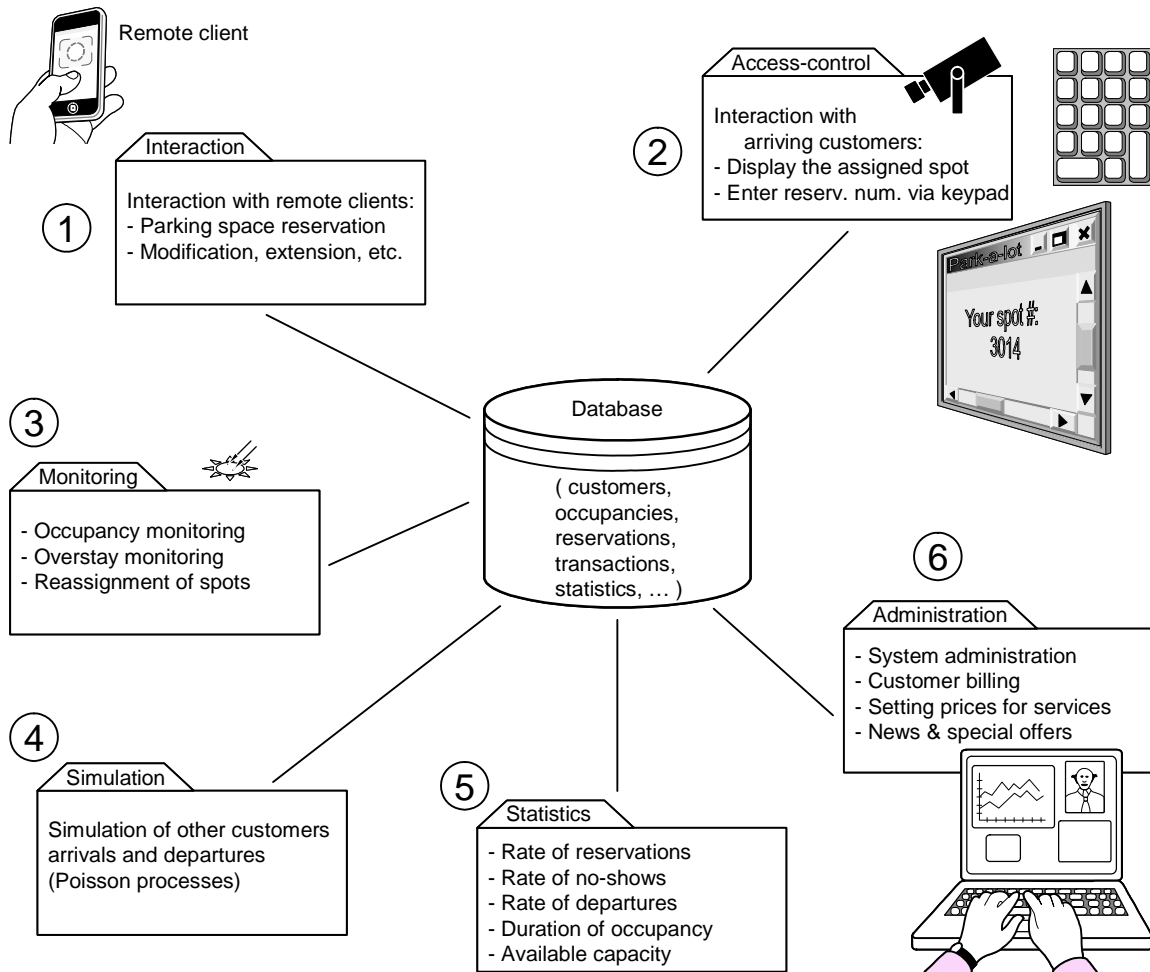 Remote client
1
Interaction
Interaction with remote clients:
- Parking space reservation
- Modification, extension, etc.
2
Access-control
Interaction with
arriving customers:
- Display the assigned spot
- Enter reserv. num. via keypad
Park-a-lot
Your spot #:
3014
Database
( customers,
occupancies,
reservations,
transactions,
statistics, … )
3
Monitoring
- Occupancy monitoring
- Overstay monitoring
- Reassignment of spots
4
Simulation
Simulation of other customers
arrivals and departures
(Poisson processes)
5
Statistics
- Rate of reservations
- Rate of no-shows
- Rate of departures
- Duration of occupancy
- Available capacity
6
Administration
- System administration
- Customer billing
- Setting prices for services
- News & special offers